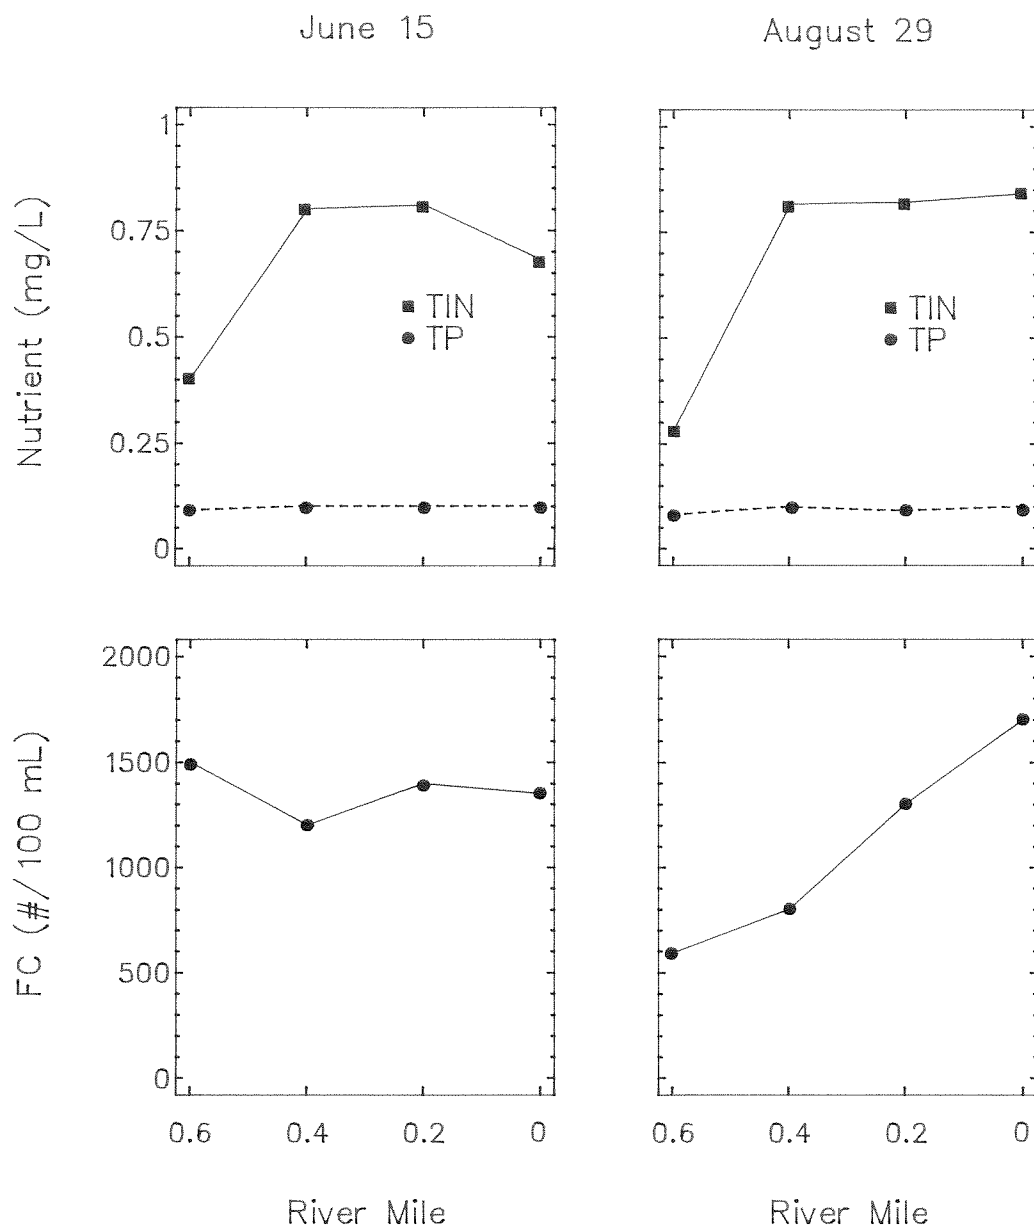 June 15
August 29
Nutrient (mg/L)
1
0.75
0.5
0.25
0
TIN
TP
TIN
TP
FC (#/100 mL)
2000
1500
1000
500
0
0.6 0.4 0.2 0
0.6 0.4 0.2 0
River Mile
River Mile